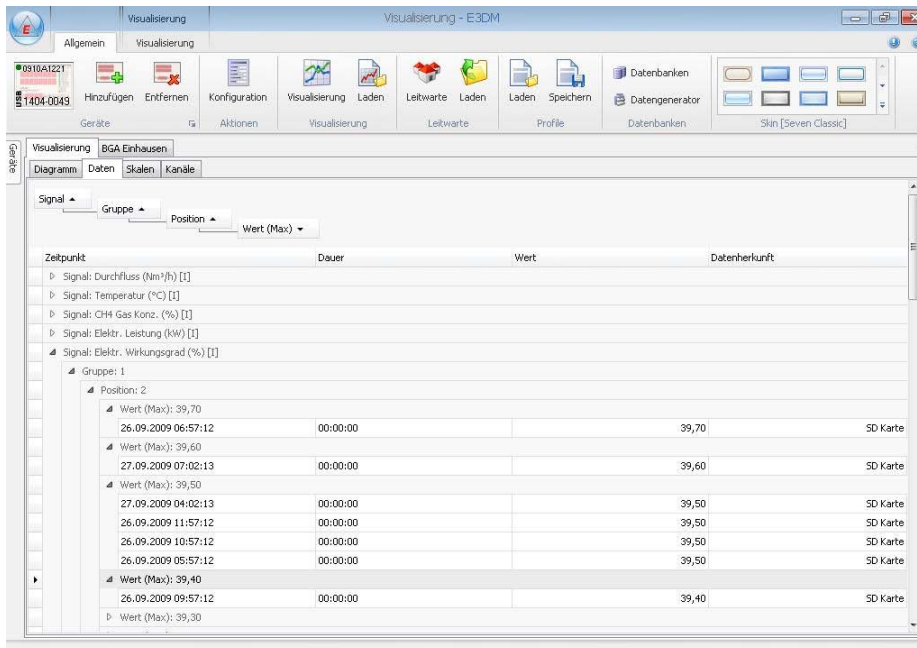 Visualisierung
Visualisierung - E3DM
Allgemein Visualisierung
0910A1221
1404-0049
Hinzufügen Entfernen Konfiguration Visualisierung Laden Leitwarte Laden Laden Speichern Datenbanken
Datengenerator
Geräte Aktionen Visualisierung Leitwarte Profile Datenbanken Skin [Seven Classic]
Geräte
Visualisierung BGA Einhausen
Diagramm Daten Skalen Kanäle
Signal
Gruppe
Position
Wert (Max)
Zeitpunkt Dauer Wert Datenherkunft
Signal: Durchfluss (Nm³/h) [I]
Signal: Temperatur (°C) [I]
Signal: CH4 Gas Konz. (%) [I]
Signal: Elektr. Leistung (kW) [I]
Signal: Elektr. Wirkungsgrad (%) [I]
Gruppe: 1
Position: 2
Wert (Max): 39,70
26.09.2009 06:57:12 00:00:00 39,70 SD Karte
Wert (Max): 39,60
27.09.2009 07:02:13 00:00:00 39,60 SD Karte
Wert (Max): 39,50
27.09.2009 04:02:13 00:00:00 39,50 SD Karte
26.09.2009 11:57:12 00:00:00 39,50 SD Karte
26.09.2009 10:57:12 00:00:00 39,50 SD Karte
26.09.2009 05:57:12 00:00:00 39,50 SD Karte
Wert (Max): 39,40
26.09.2009 09:57:12 00:00:00 39,40 SD Karte
Wert (Max): 39,30